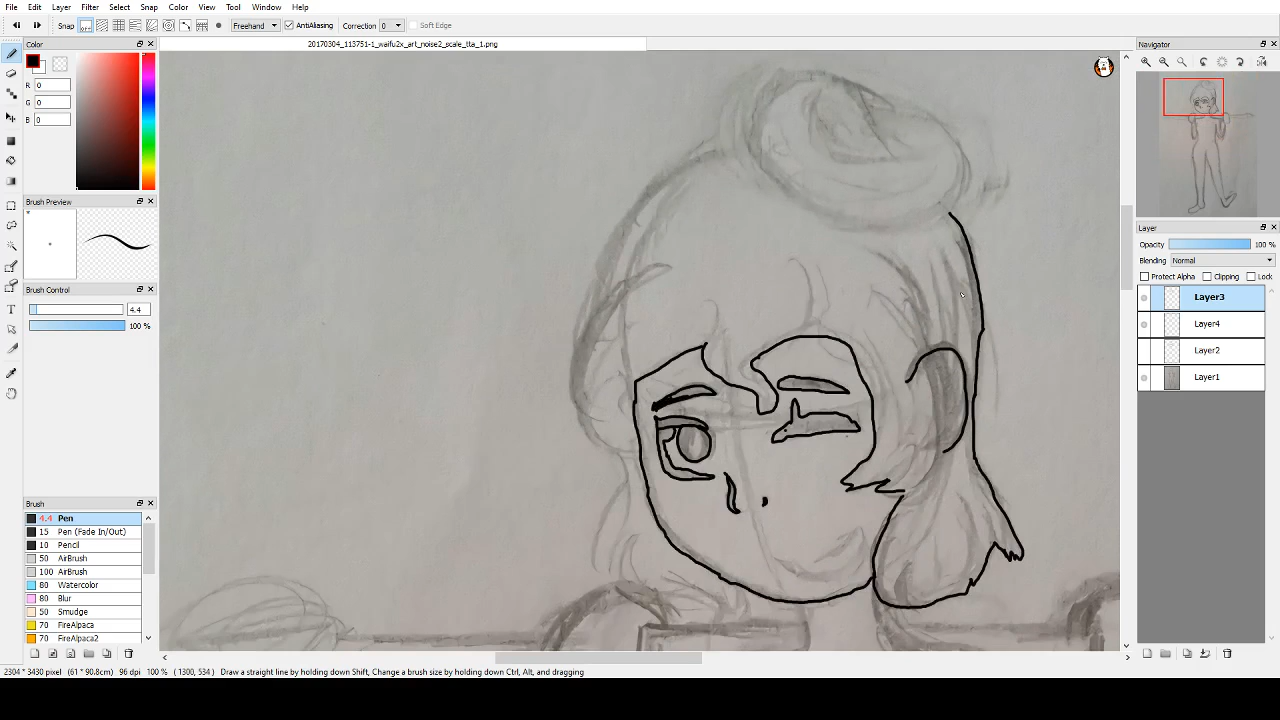 File Edit Layer Filter Select Snap Color View Tool Window Help
Snap OFF Freehand AntiAliasing Correction 0 Soft Edge
Color
20170304_113751-1_waifu2x_art_noise2_scale_tta_1.png
Navigator
R 0
G 0
B 0
Brush Preview
*
Layer
Opacity
Blending Normal
Protect Alpha Clipping Lock
Brush Control
Layer3
4.4
100 %
Layer4
Layer2
Layer1
Brush
4.4 Pen
15 Pen (Fade In/Out)
10 Pencil
50 AirBrush
100 AirBrush
80 Watercolor
80 Blur
50 Smudge
70 FireAlpaca
70 FireAlpaca2
2304 * 3430 pixel (61 * 90.8cm) 96 dpi 100 % ( 1300, 534 ) Draw a straight line by holding down Shift, Change a brush size by holding down Ctrl, Alt, and dragging